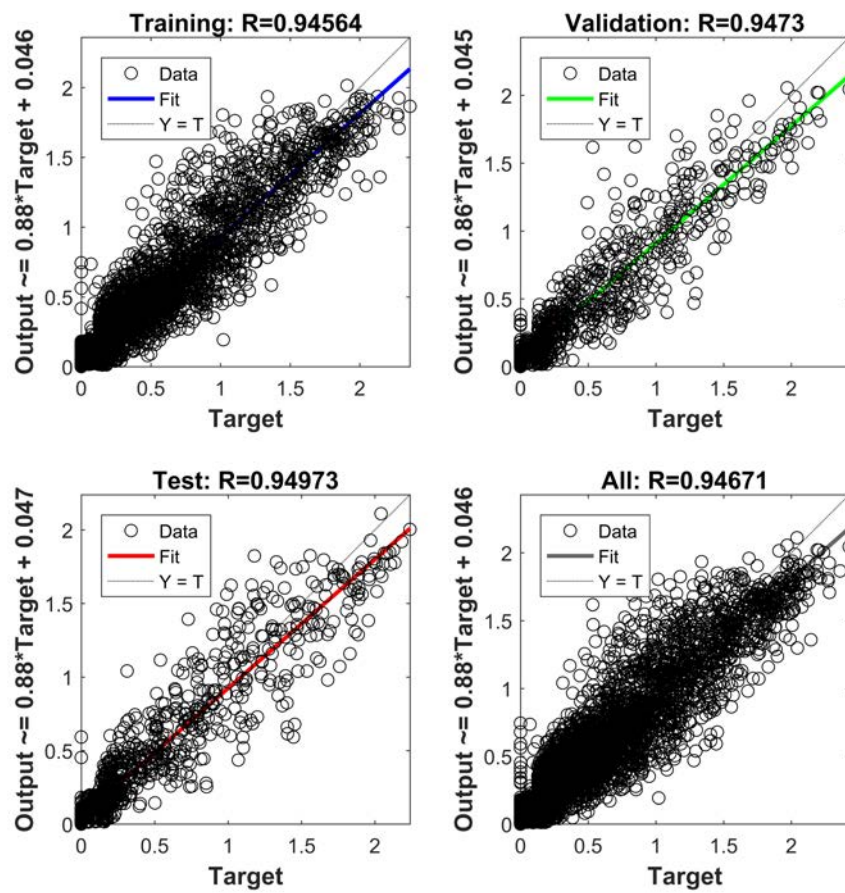 Training: R=0.94564
Output ~= 0.88*Target + 0.046
Data
Fit
Y = T
2
1.5
1
0.5
0
0 0.5 1 1.5 2
Target
Validation: R=0.9473
Output ~= 0.86*Target + 0.045
Data
Fit
Y = T
2
1.5
1
0.5
0
0 0.5 1 1.5 2
Target
Test: R=0.94973
Output ~= 0.88*Target + 0.047
Data
Fit
Y = T
2
1.5
1
0.5
0
0 0.5 1 1.5 2
Target
All: R=0.94671
Output ~= 0.88*Target + 0.046
Data
Fit
Y = T
2
1.5
1
0.5
0
0 0.5 1 1.5 2
Target